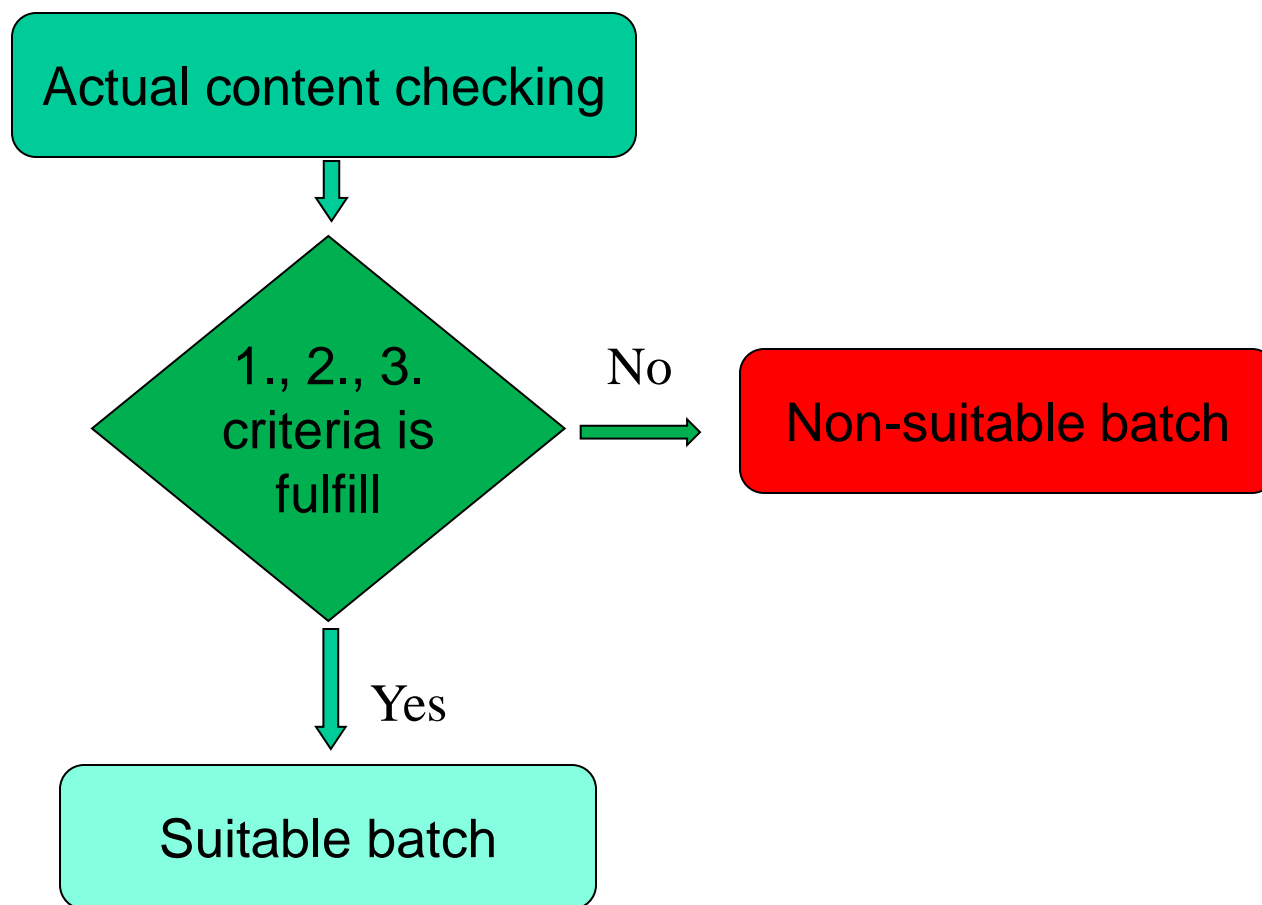 Actual content checking
1., 2., 3.
criteria is
fulfill
No
Non-suitable batch
Yes
Suitable batch